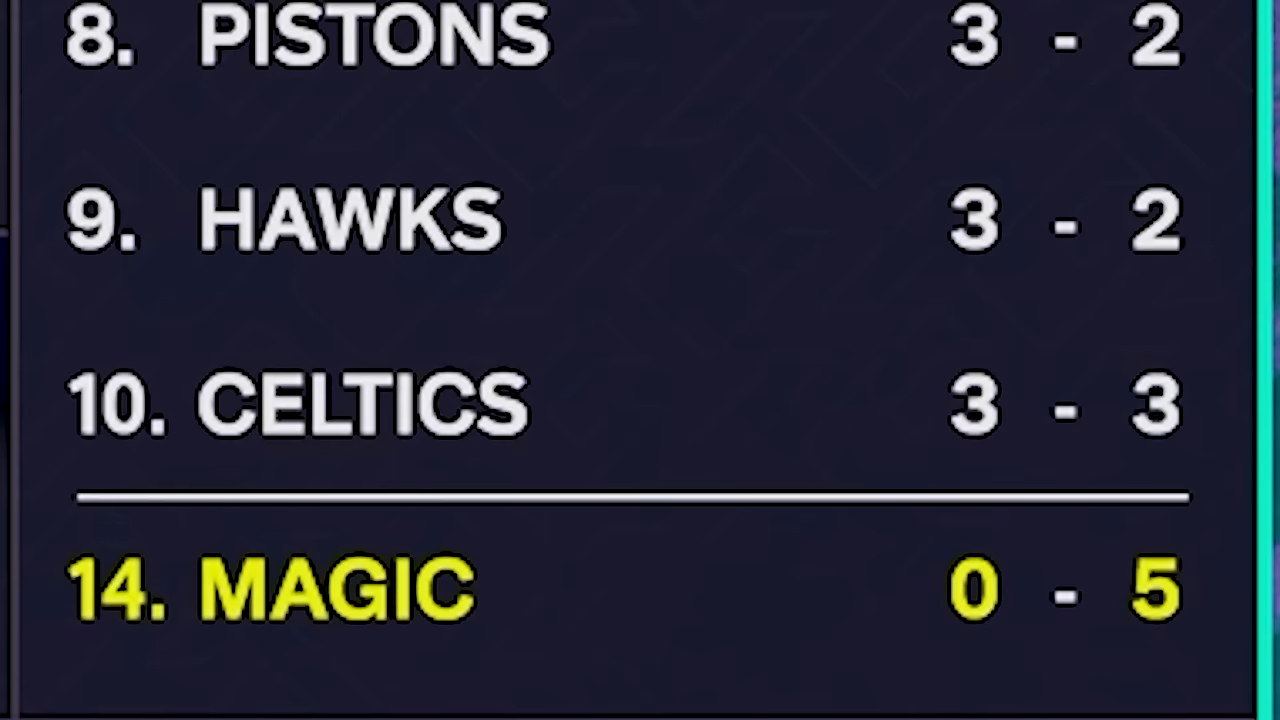 8. PISTONS 3 - 2
9. HAWKS 3 - 2
10. CELTICS 3 - 3
14. MAGIC 0 - 5